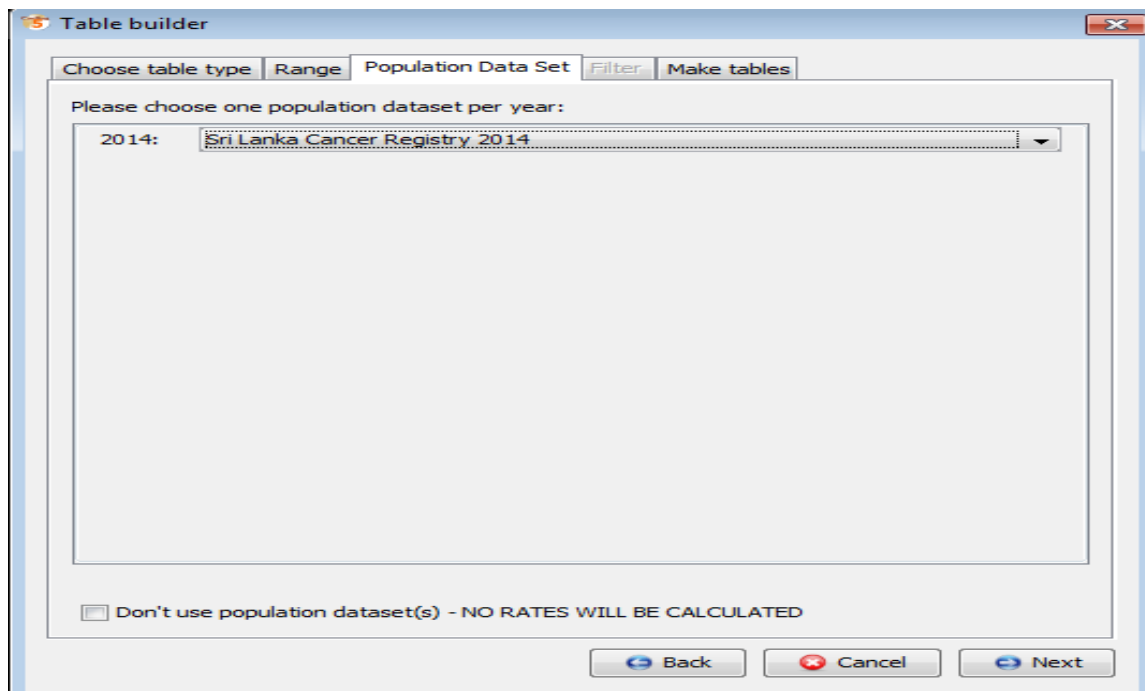 Table builder
Choose table type Range Population Data Set Filter Make tables
Please choose one population dataset per year:
2014: Sri Lanka Cancer Registry 2014
Don't use population dataset(s) - NO RATES WILL BE CALCULATED
Back Cancel Next